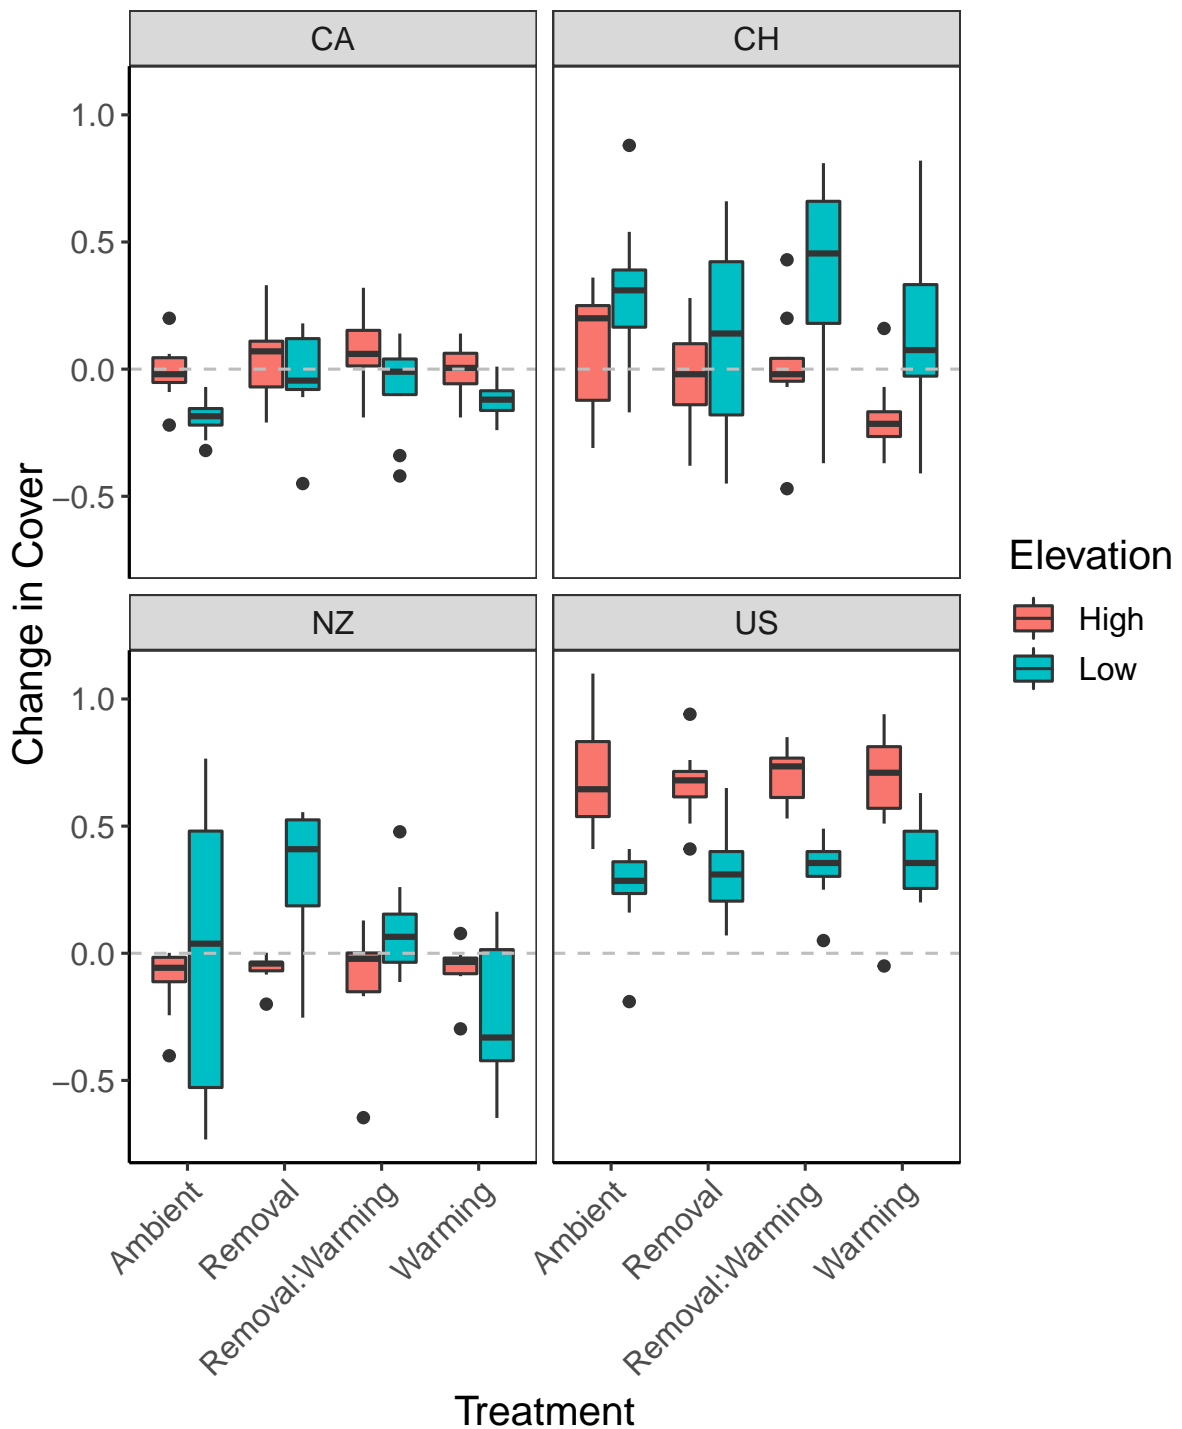 CA
CH
1.0
0.5
0.0
−0.5
NZ
US
1.0
0.5
0.0
−0.5
Change in Cover
Ambient
Removal
Removal:Warming
Warming
Ambient
Removal
Removal:Warming
Warming
Treatment
Elevation
High
Low